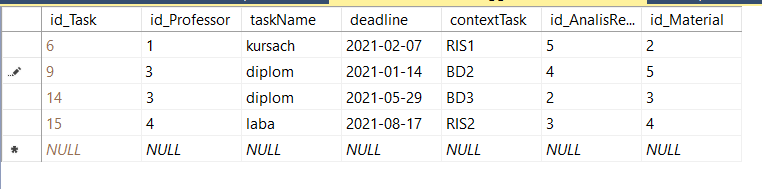 id_Task id_Professor taskName deadline contextTask id_AnalisRe... id_Material
6 1 kursach 2021-02-07 RIS1 5 2
9 3 diplom 2021-01-14 BD2 4 5
14 3 diplom 2021-05-29 BD3 2 3
15 4 laba 2021-08-17 RIS2 3 4
* NULL NULL NULL NULL NULL NULL NULL